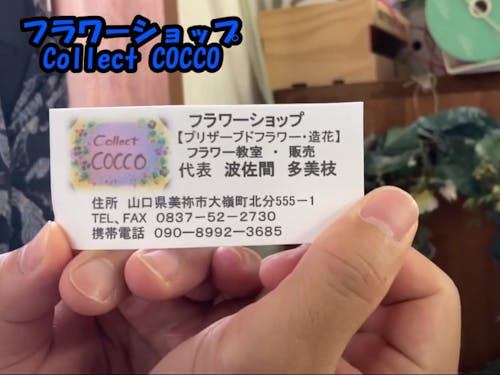 フラワーショップ
Collect COCCO
Collect
COCCO
フラワーショップ
【プリザーブドフラワー・造花】
フラワー教室 ・ 販売
代表 波佐間 多美枝
住所 山口県美祢市大嶺町北分555-1
TEL、FAX 0837-52-2730
携帯電話 090-8992-3685